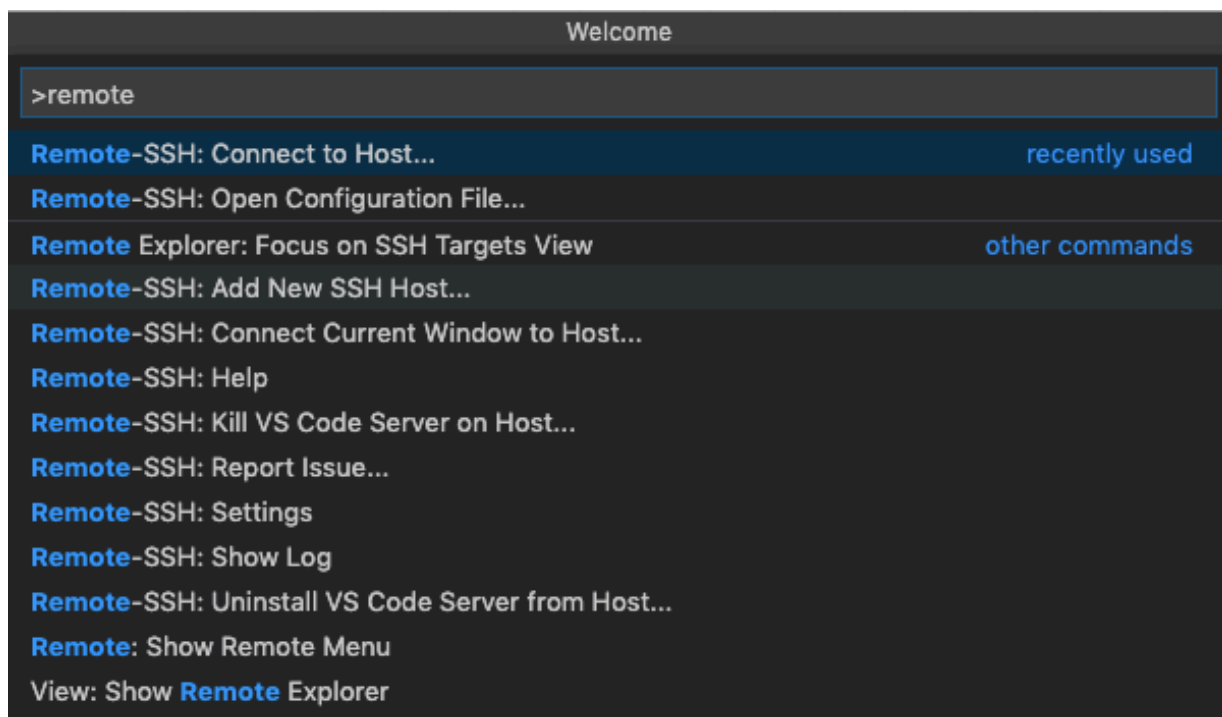 Welcome
>remote
Remote-SSH: Connect to Host... recently used
Remote-SSH: Open Configuration File...
Remote Explorer: Focus on SSH Targets View other commands
Remote-SSH: Add New SSH Host...
Remote-SSH: Connect Current Window to Host...
Remote-SSH: Help
Remote-SSH: Kill VS Code Server on Host...
Remote-SSH: Report Issue...
Remote-SSH: Settings
Remote-SSH: Show Log
Remote-SSH: Uninstall VS Code Server from Host...
Remote: Show Remote Menu
View: Show Remote Explorer